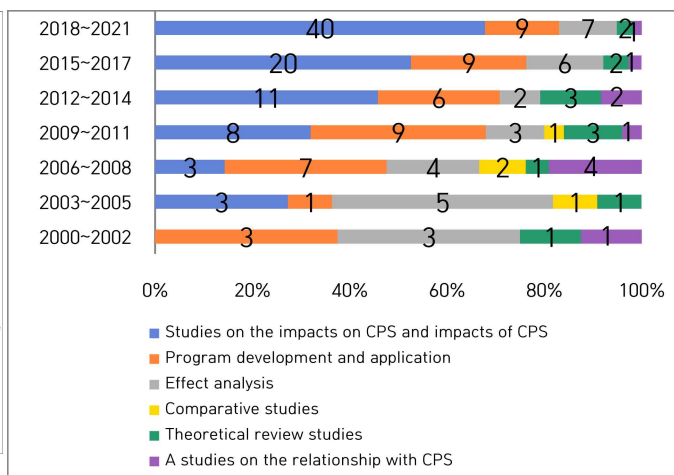 2018~2021 40 9 7 2 1
2015~2017 20 9 6 2 1
2012~2014 11 6 2 3 2
2009~2011 8 9 3 1 3 1
2006~2008 3 7 4 2 1 4
2003~2005 3 1 5 1 1
2000~2002 3 3 1 1
0% 20% 40% 60% 80% 100%
Studies on the impacts on CPS and impacts of CPS
Program development and application
Effect analysis
Comparative studies
Theoretical review studies
A studies on the relationship with CPS